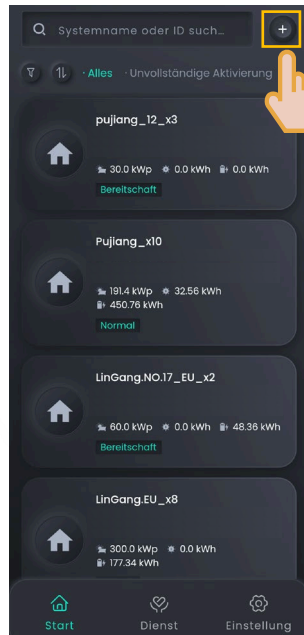 Systemname oder ID such...
+
· Alles · Unvollständige Aktivierung
pujiang_12_x3
30.0 kWp 0.0 kWh 0.0 kWh
Bereitschaft
Pujiang_x10
191.4 kWp 32.56 kWh
450.76 kWh
Normal
LinGang.NO.17_EU_x2
60.0 kWp 0.0 kWh 48.36 kWh
Bereitschaft
LinGang.EU_x8
300.0 kWp 0.0 kWh
177.34 kWh
Start Dienst Einstellung